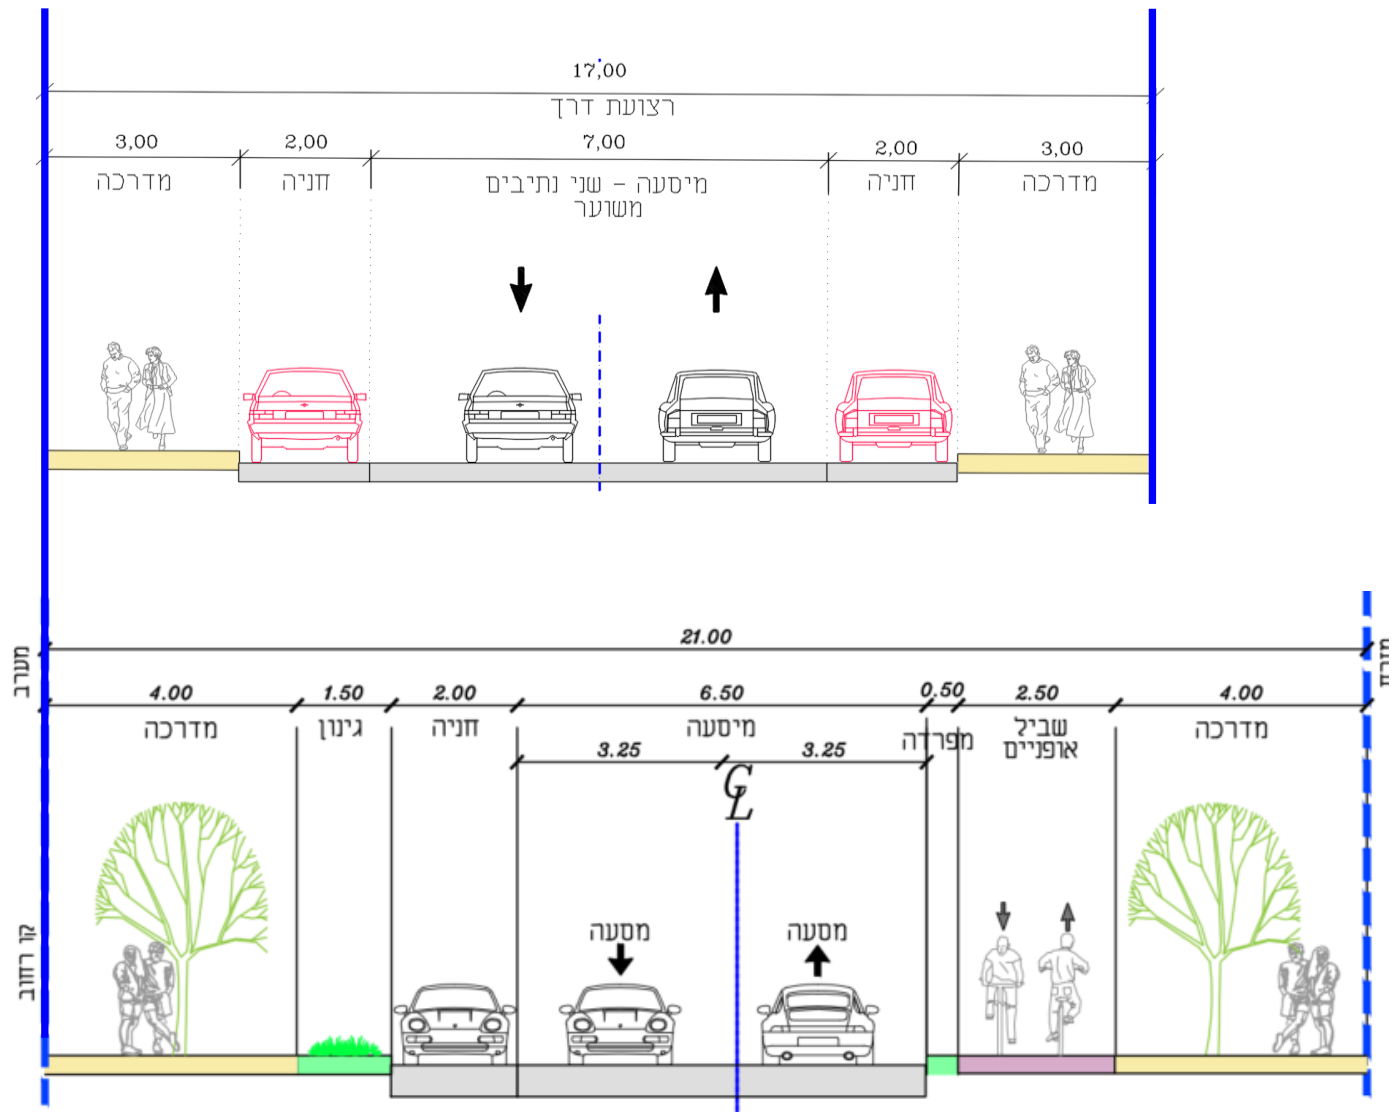 17,00
רצועת דרך
3,00 2,00 7,00 2,00 3,00
מדרכה חניה מיסעה - שני נתיבים חניה מדרכה
משוער
21.00
מערב מזרח
4.00 1.50 2.00 6.50 0.50 2.50 4.00
מדרכה גינון חניה מיסעה מפרדה שביל מדרכה
אופניים
3.25 3.25
CL
קו רחוב
מסעה מסעה